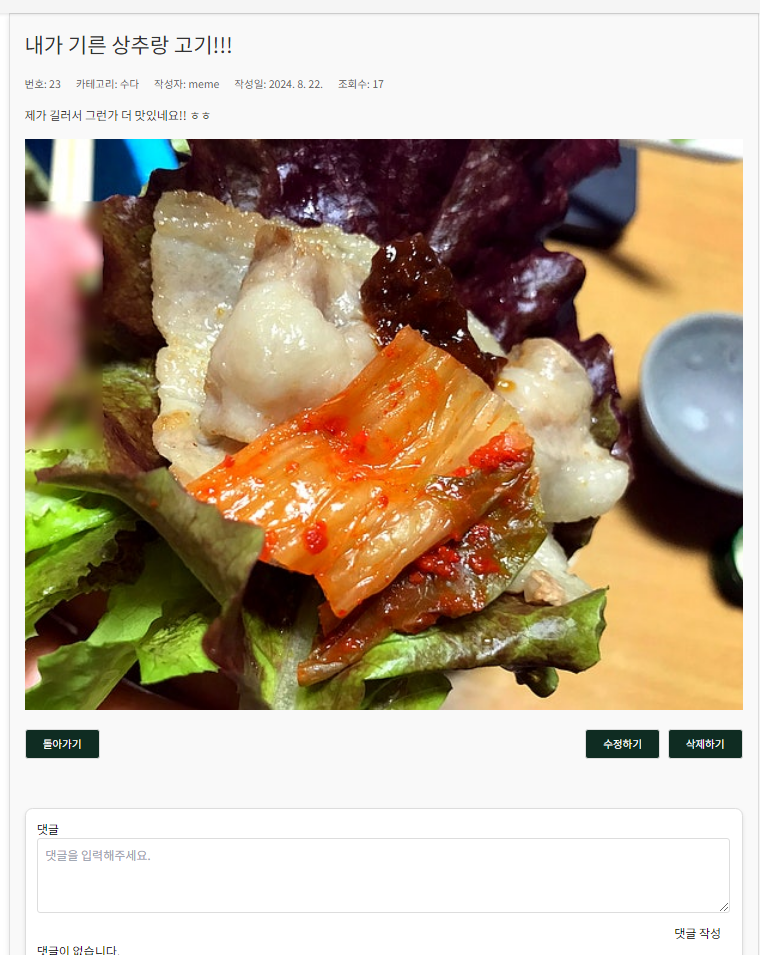 내가 기른 상추랑 고기!!!
번호: 23 카테고리: 수다 작성자: meme 작성일: 2024. 8. 22. 조회수: 17
제가 길러서 그런가 더 맛있네요!! ㅎㅎ
돌아가기 수정하기 삭제하기
댓글
댓글을 입력해주세요.
댓글 작성
댓글이 없습니다.